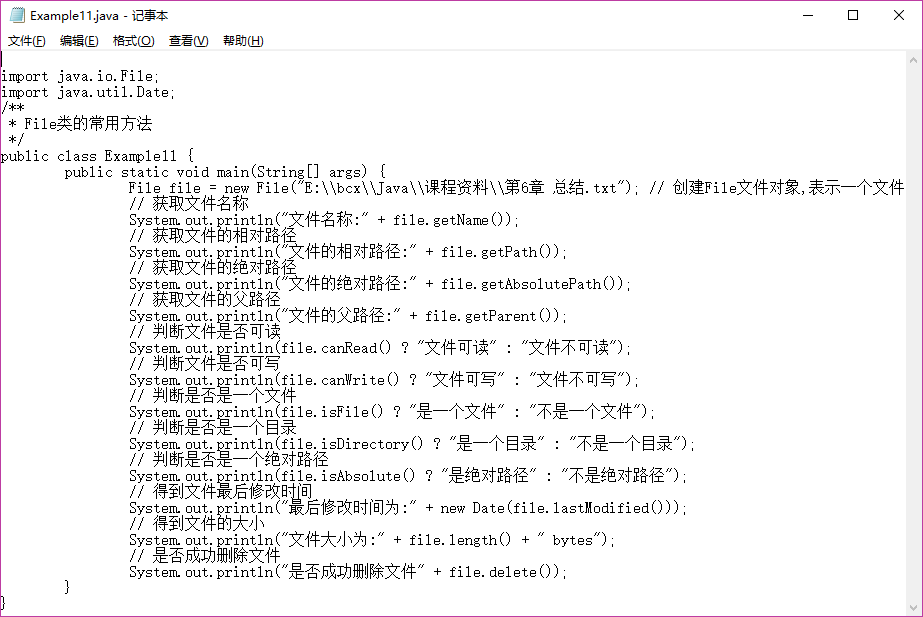 Example11.java - 记事本
文件(F) 编辑(E) 格式(O) 查看(V) 帮助(H)
import java.io.File;
import java.util.Date;
/**
 * File类的常用方法
 */
public class Example11 {
        public static void main(String[] args) {
                File file = new File("E:\\bcx\\Java\\课程资料\\第6章 总结.txt"); // 创建File文件对象,表示一个文件
                // 获取文件名称
                System.out.println("文件名称:" + file.getName());
                // 获取文件的相对路径
                System.out.println("文件的相对路径:" + file.getPath());
                // 获取文件的绝对路径
                System.out.println("文件的绝对路径:" + file.getAbsolutePath());
                // 获取文件的父路径
                System.out.println("文件的父路径:" + file.getParent());
                // 判断文件是否可读
                System.out.println(file.canRead() ? "文件可读" : "文件不可读");
                // 判断文件是否可写
                System.out.println(file.canWrite() ? "文件可写" : "文件不可写");
                // 判断是否是一个文件
                System.out.println(file.isFile() ? "是一个文件" : "不是一个文件");
                // 判断是否是一个目录
                System.out.println(file.isDirectory() ? "是一个目录" : "不是一个目录");
                // 判断是否是一个绝对路径
                System.out.println(file.isAbsolute() ? "是绝对路径" : "不是绝对路径");
                // 得到文件最后修改时间
                System.out.println("最后修改时间为:" + new Date(file.lastModified()));
                // 得到文件的大小
                System.out.println("文件大小为:" + file.length() + " bytes");
                // 是否成功删除文件
                System.out.println("是否成功删除文件" + file.delete());
        }
}